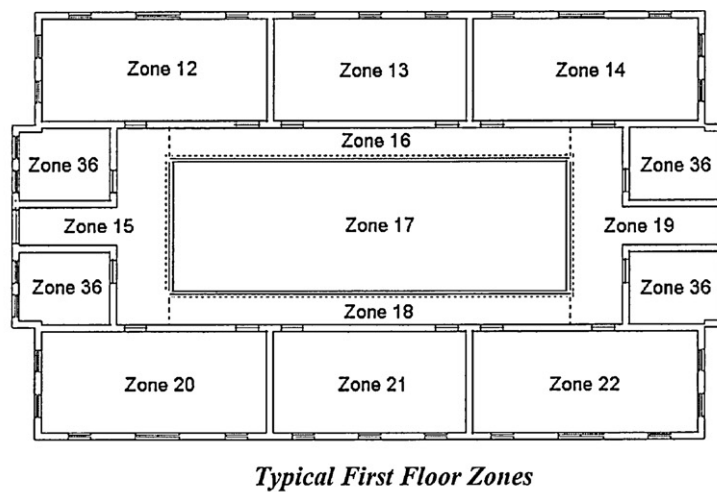 Zone 12
Zone 13
Zone 14
Zone 16
Zone 36
Zone 36
Zone 15
Zone 17
Zone 19
Zone 36
Zone 36
Zone 18
Zone 20
Zone 21
Zone 22
Typical First Floor Zones